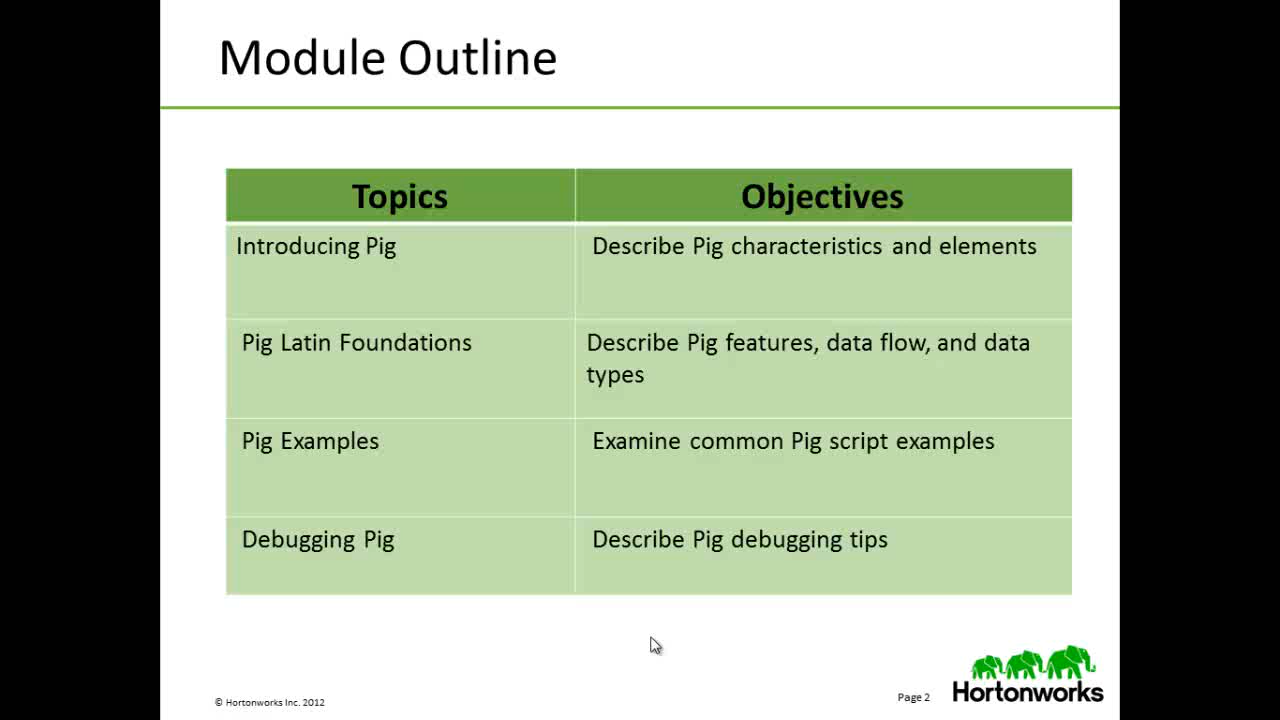 Module Outline
Topics
Objectives
Introducing Pig
Describe Pig characteristics and elements
Pig Latin Foundations
Describe Pig features, data flow, and data
types
Pig Examples
Examine common Pig script examples
Debugging Pig
Describe Pig debugging tips
© Hortonworks Inc. 2012
Page 2
Hortonworks